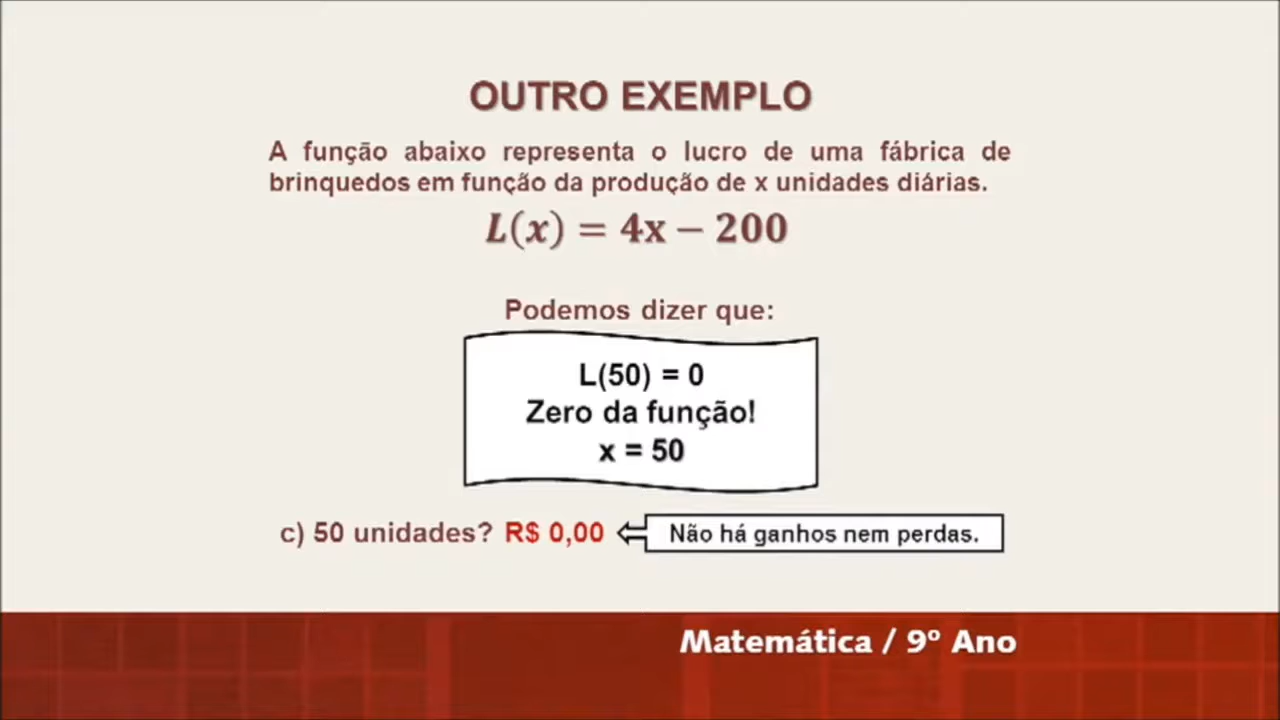 OUTRO EXEMPLO
A função abaixo representa o lucro de uma fábrica de
brinquedos em função da produção de x unidades diárias.
L(x) = 4x − 200
Podemos dizer que:
L(50) = 0
Zero da função!
x = 50
c) 50 unidades? R$ 0,00 Não há ganhos nem perdas.
Matemática / 9º Ano